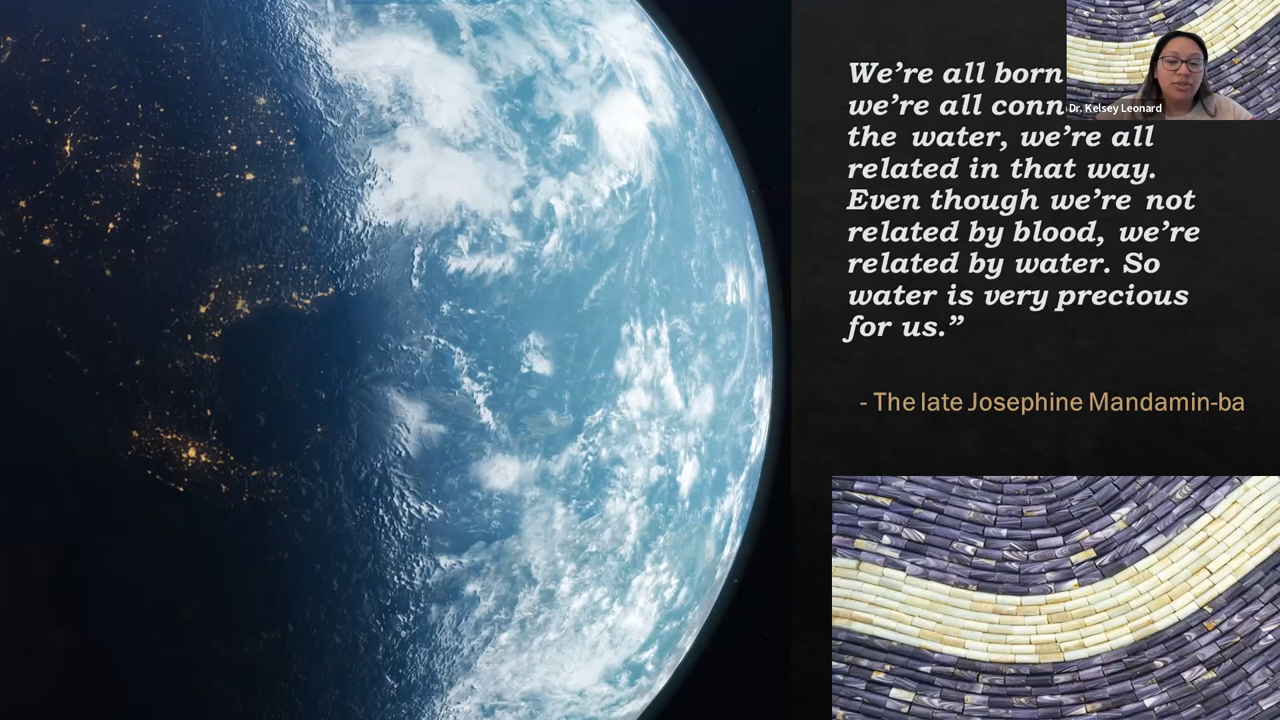 We’re all born
we’re all conn
the water, we’re all
related in that way.
Even though we’re not
related by blood, we’re
related by water. So
water is very precious
for us.”
- The late Josephine Mandamin-ba
Dr. Kelsey Leonard